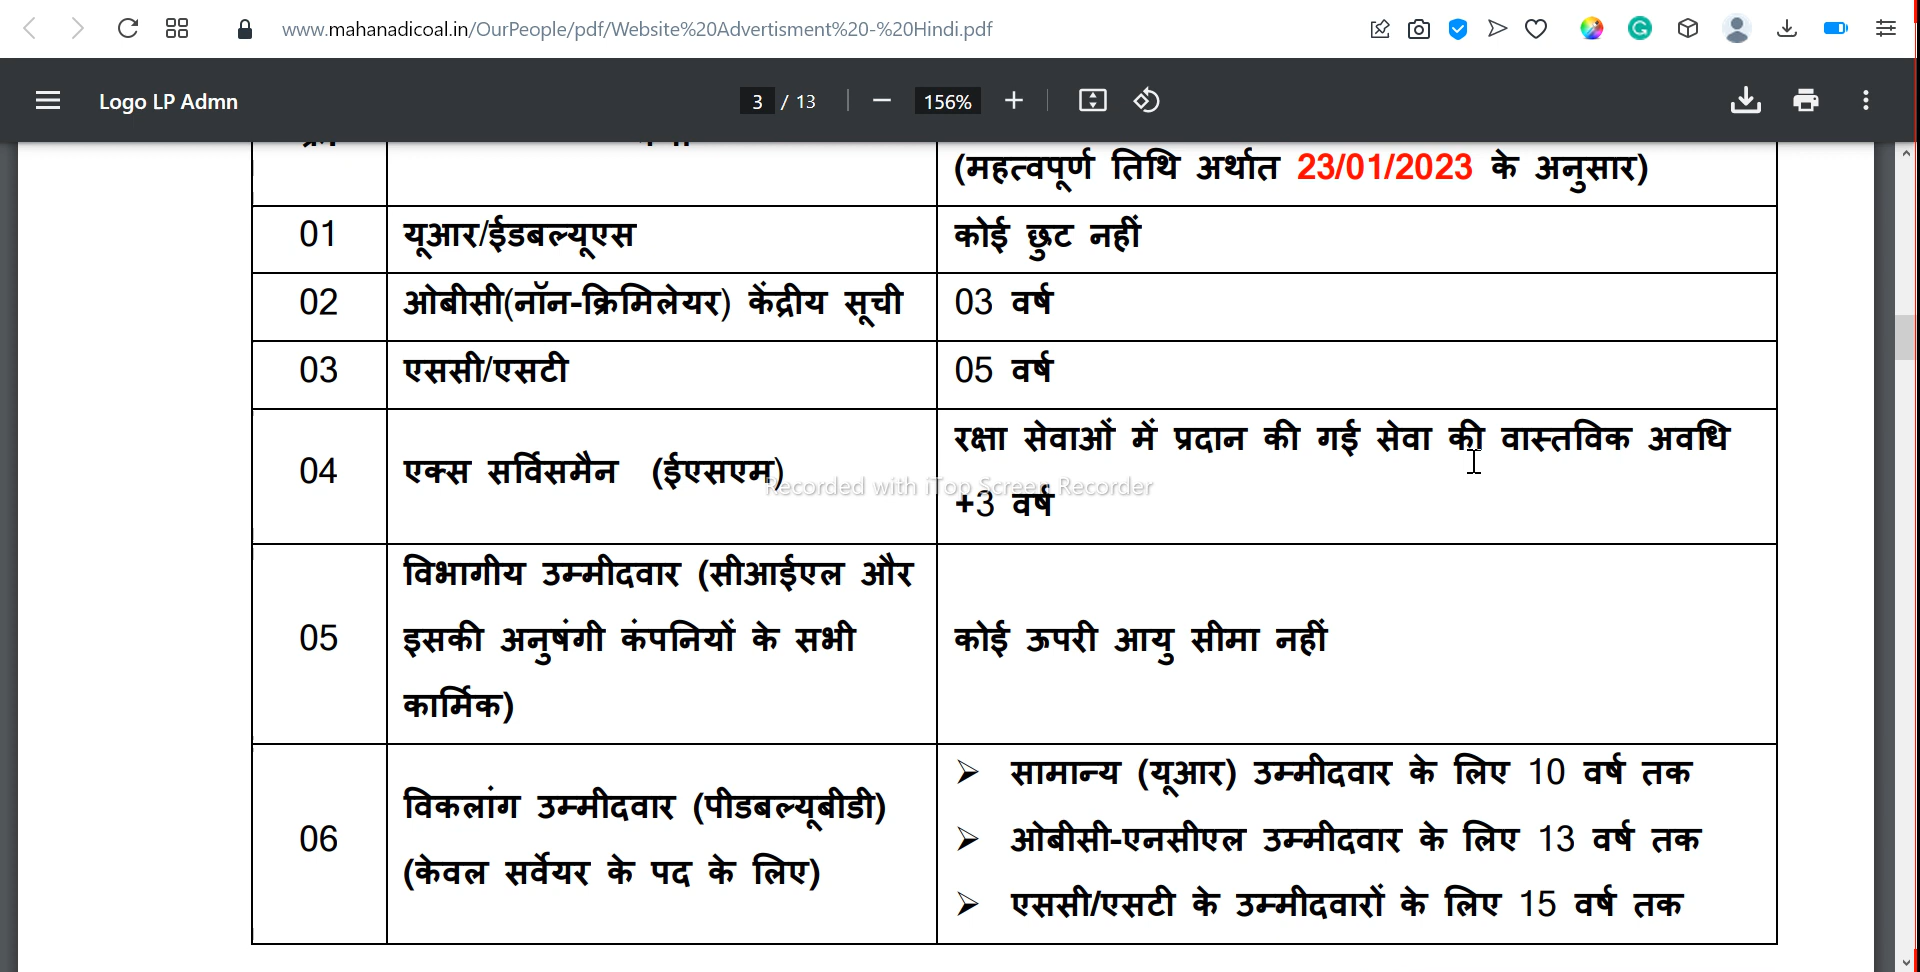 www.mahanadicoal.in/OurPeople/pdf/Website%20Advertisment%20-%20Hindi.pdf
Logo LP Admn
3 / 13
156%
(महत्वपूर्ण तिथि अर्थात 23/01/2023 के अनुसार)
01 यूआर/ईडबल्यूएस कोई छुट नहीं
02 ओबीसी(नॉन-क्रिमिलेयर) केंद्रीय सूची 03 वर्ष
03 एससी/एसटी 05 वर्ष
04 एक्स सर्विसमैन (ईएसएम) रक्षा सेवाओं में प्रदान की गई सेवा की वास्तविक अवधि
+3 वर्ष
Recorded with iTop Screen Recorder
विभागीय उम्मीदवार (सीआईएल और
05 इसकी अनुषंगी कंपनियों के सभी कोई ऊपरी आयु सीमा नहीं
कार्मिक)
06 विकलांग उम्मीदवार (पीडबल्यूबीडी)
(केवल सर्वेयर के पद के लिए)
➢ सामान्य (यूआर) उम्मीदवार के लिए 10 वर्ष तक
➢ ओबीसी-एनसीएल उम्मीदवार के लिए 13 वर्ष तक
➢ एससी/एसटी के उम्मीदवारों के लिए 15 वर्ष तक